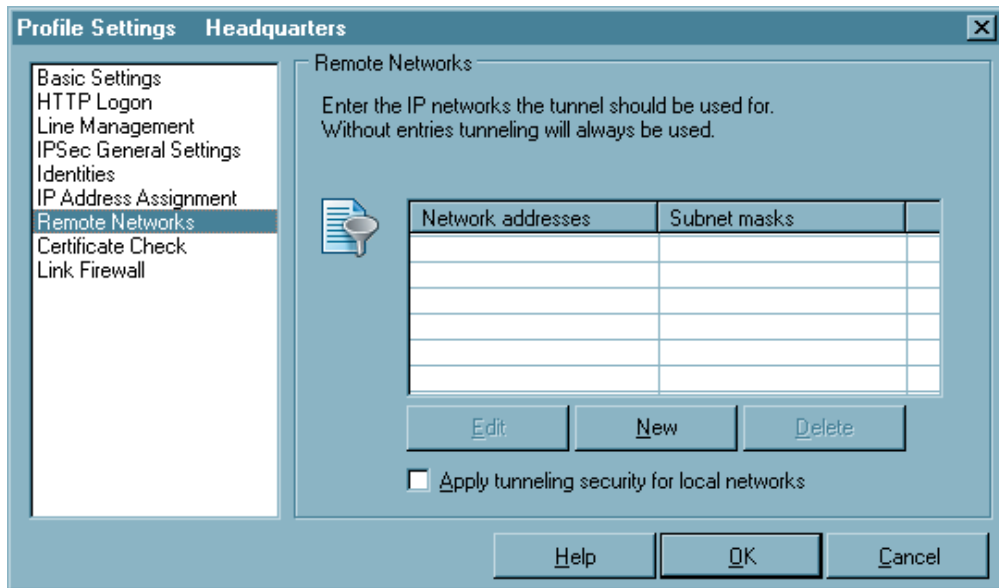 Profile Settings Headquarters
Basic Settings
HTTP Logon
Line Management
IPSec General Settings
Identities
IP Address Assignment
Remote Networks
Certificate Check
Link Firewall
Remote Networks
Enter the IP networks the tunnel should be used for.
Without entries tunneling will always be used.
Network addresses Subnet masks
Edit New Delete
Apply tunneling security for local networks
Help OK Cancel